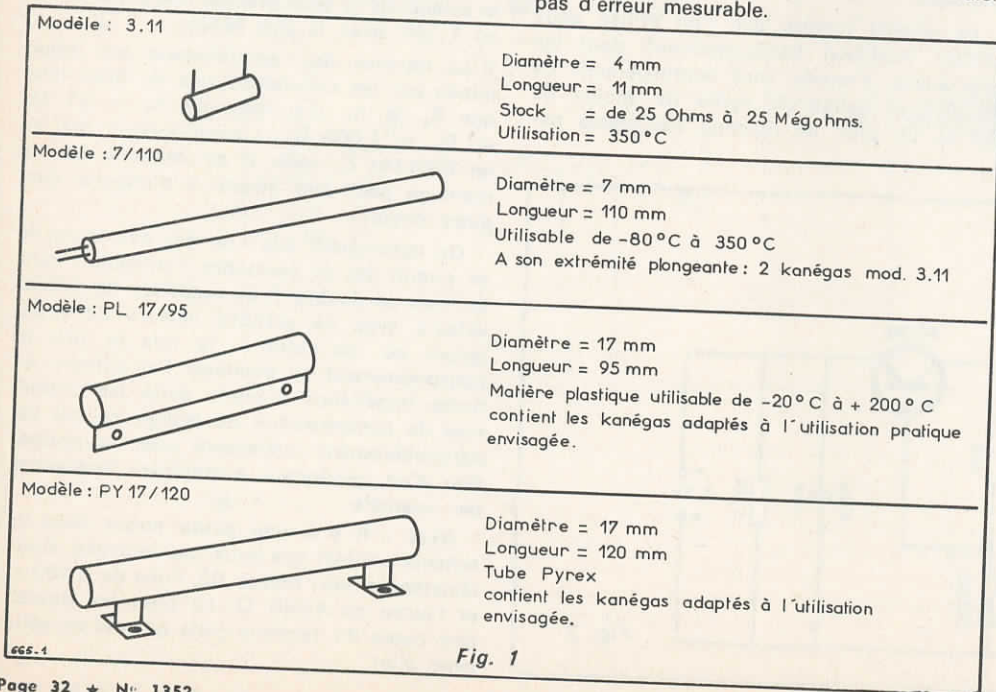 pas d'erreur mesurable.
Modèle : 3.11
Diamètre = 4 mm
Longueur = 11 mm
Stock = de 25 Ohms à 25 Mégohms.
Utilisation = 350°C
Modèle : 7/110
Diamètre = 7 mm
Longueur = 110 mm
Utilisable de -80°C à 350°C
A son extrémité plongeante : 2 kanégas mod. 3.11
Modèle : PL 17/95
Diamètre = 17 mm
Longueur = 95 mm
Matière plastique utilisable de -20°C à + 200°C
contient les kanégas adaptés à l'utilisation pratique
envisagée.
Modèle : PY 17/120
Diamètre = 17 mm
Longueur = 120 mm
Tube Pyrex
contient les kanégas adaptés à l'utilisation
envisagée.
665-1
Fig. 1
Page 32 ★ N° 1352